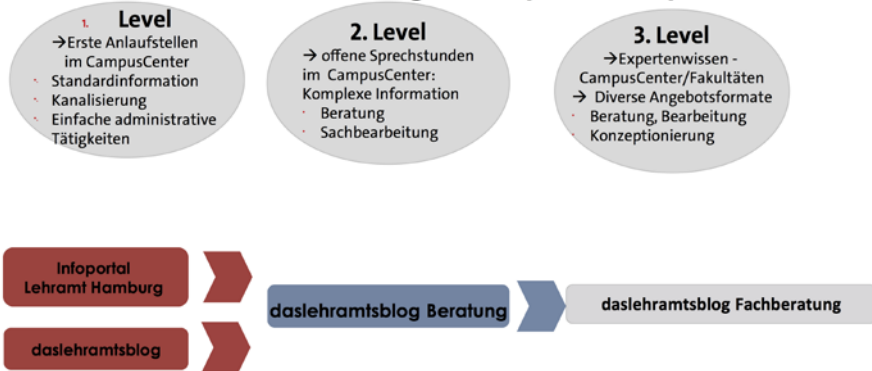 1. Level
→Erste Anlaufstellen
im CampusCenter
Standardinformation
Kanalisierung
Einfache administrative
Tätigkeiten
2. Level
→ offene Sprechstunden
im CampusCenter:
Komplexe Information
· Beratung
· Sachbearbeitung
3. Level
→Expertenwissen -
CampusCenter/Fakultäten
→ Diverse Angebotsformate
· Beratung, Bearbeitung
· Konzeptionierung
Infoportal
Lehramt Hamburg
daslehramtsblog
daslehramtsblog Beratung
daslehramtsblog Fachberatung